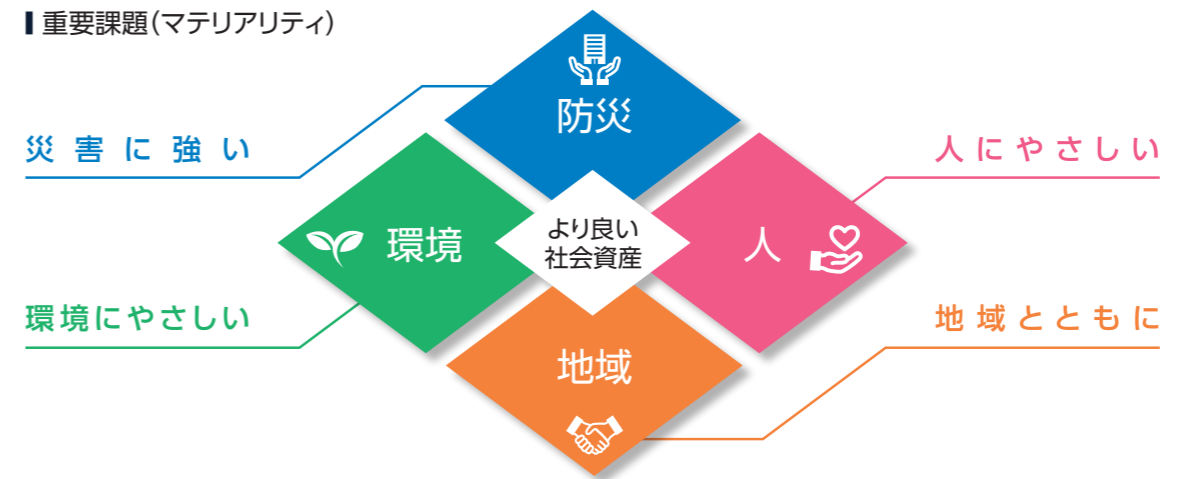 重要課題(マテリアリティ)
防災
災害に強い
人にやさしい
環境
より良い
社会資産
人
環境にやさしい
地域とともに
地域